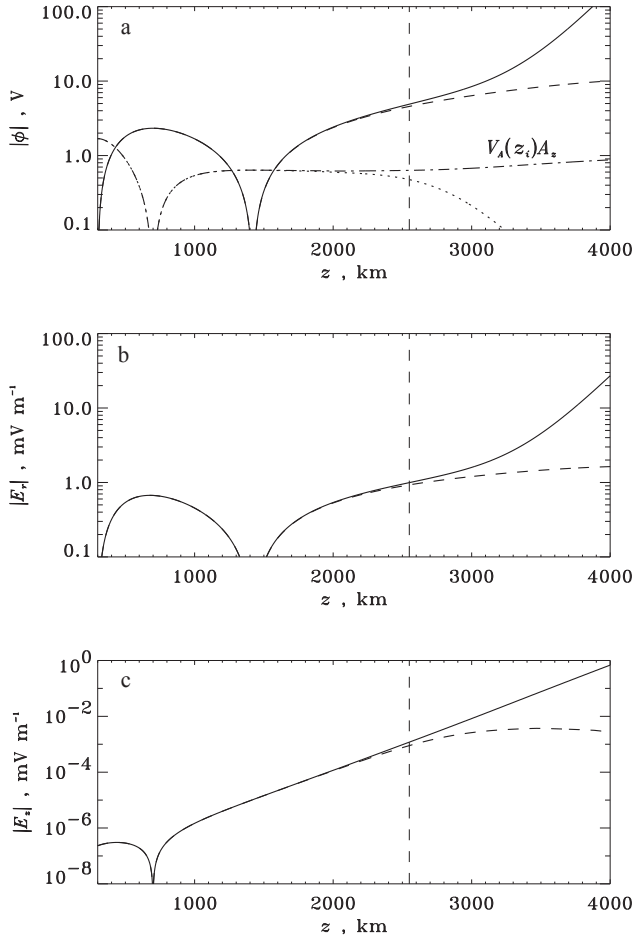 a
100.0
10.0
1.0
0.1
|ϕ| , V
V_A(z_i)A_z
1000 2000 3000 4000
z , km
b
100.0
10.0
1.0
0.1
|E_r| , mV m⁻¹
1000 2000 3000 4000
z , km
c
10⁰
10⁻²
10⁻⁴
10⁻⁶
10⁻⁸
|E_z| , mV m⁻¹
1000 2000 3000 4000
z , km